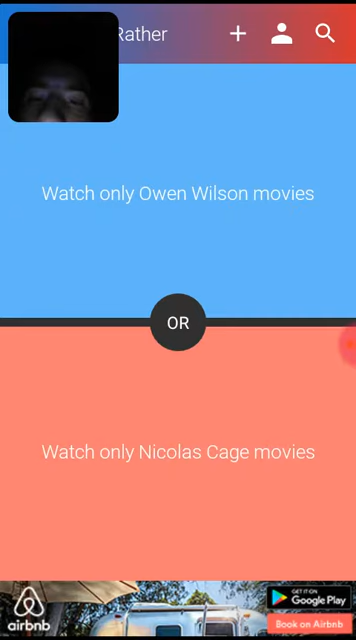 Rather
Watch only Owen Wilson movies
OR
Watch only Nicolas Cage movies
airbnb
GET IT ON
Google Play
Book on Airbnb